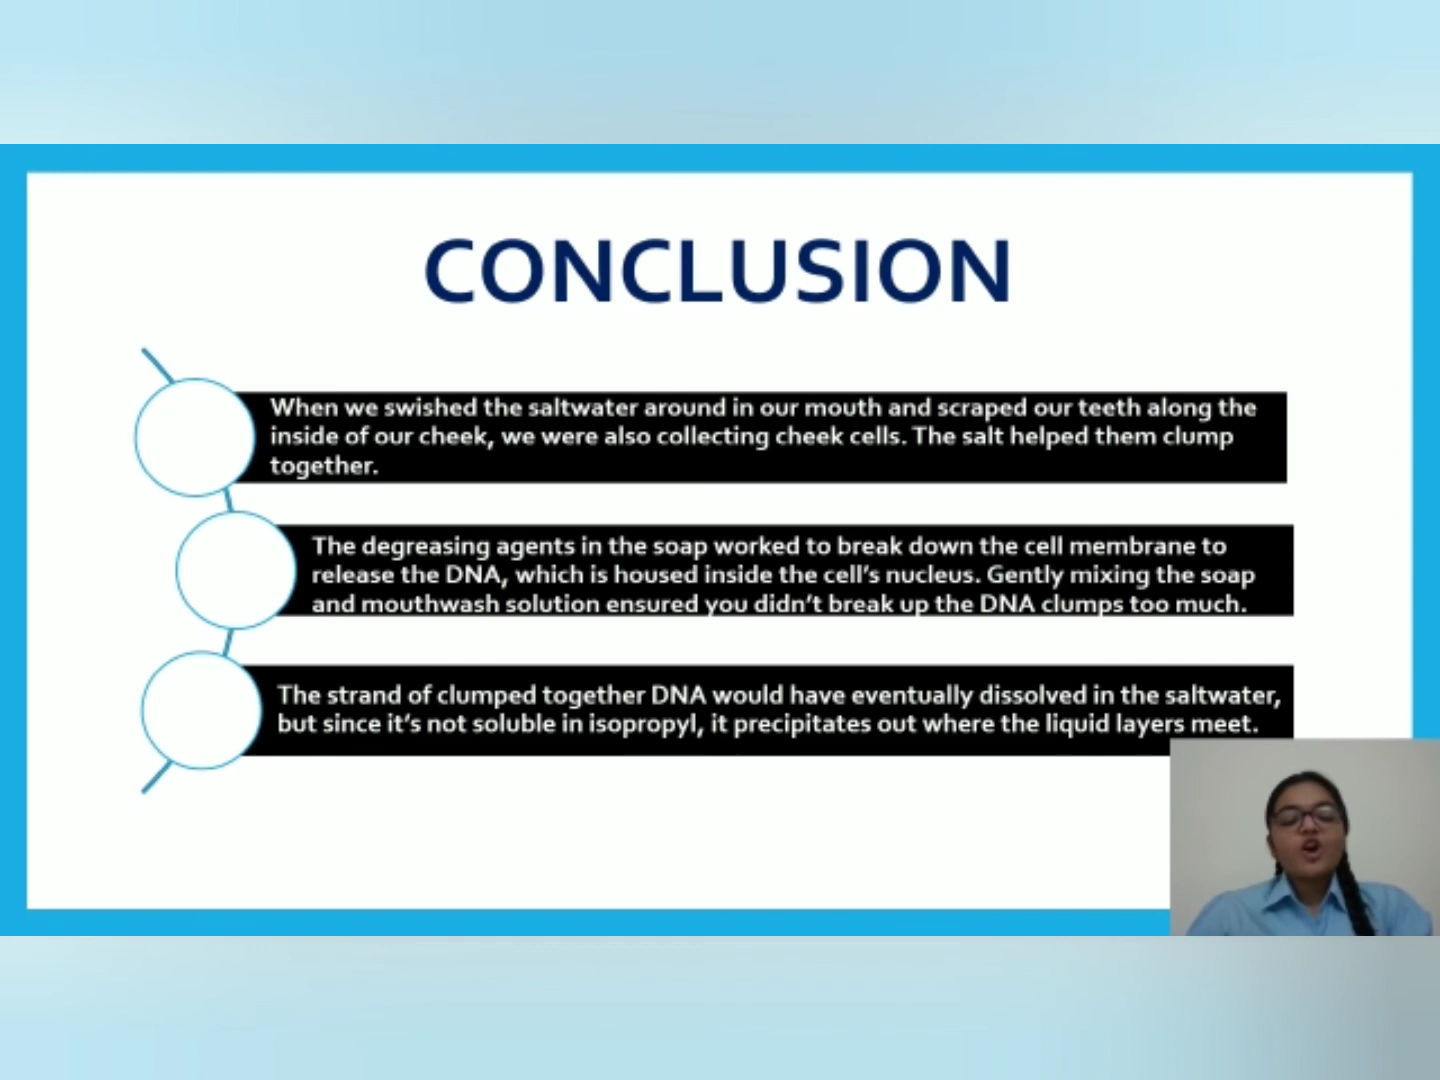 CONCLUSION
When we swished the saltwater around in our mouth and scraped our teeth along the
inside of our cheek, we were also collecting cheek cells. The salt helped them clump
together.
The degreasing agents in the soap worked to break down the cell membrane to
release the DNA, which is housed inside the cell's nucleus. Gently mixing the soap
and mouthwash solution ensured you didn't break up the DNA clumps too much.
The strand of clumped together DNA would have eventually dissolved in the saltwater,
but since it's not soluble in isopropyl, it precipitates out where the liquid layers meet.